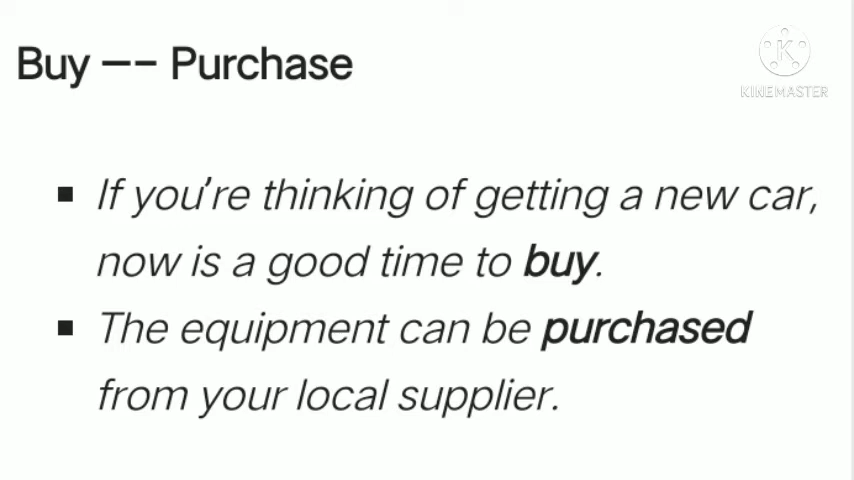 Buy –-- Purchase
KINEMASTER
▪ If you're thinking of getting a new car,
now is a good time to buy.
▪ The equipment can be purchased
from your local supplier.